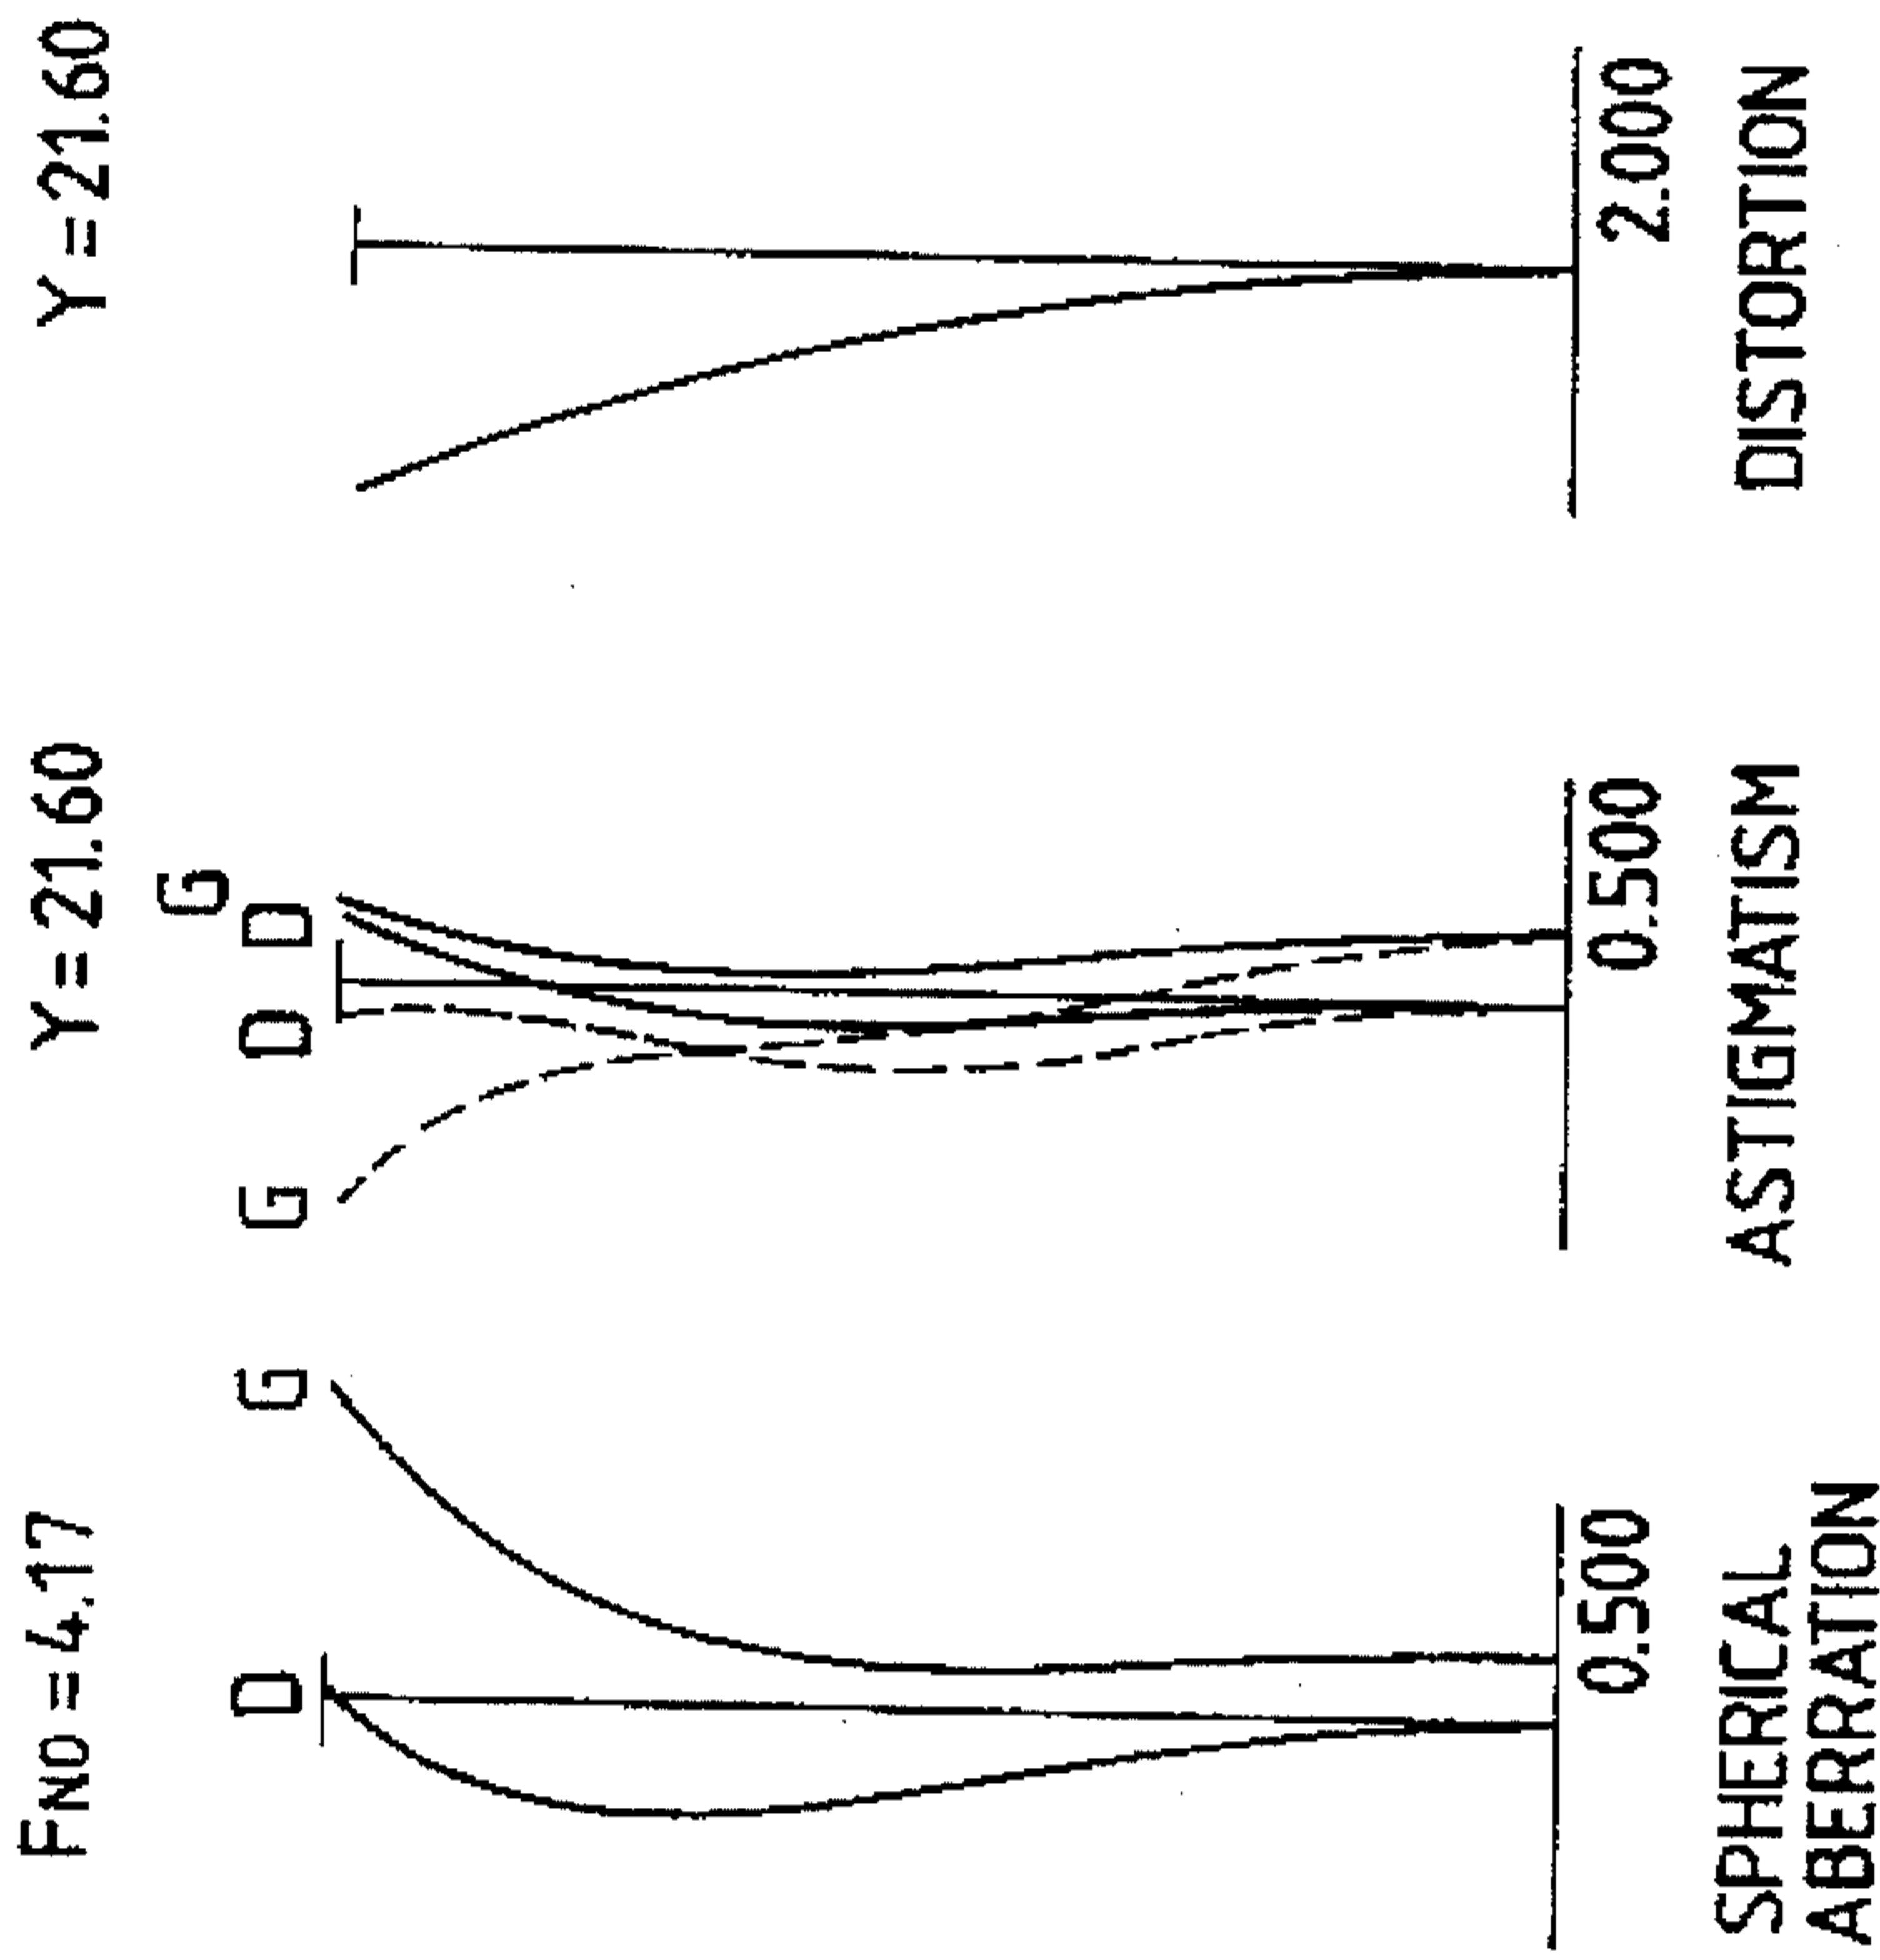 FNO = 4.17
D G
0.500
SPHERICAL
ABERRATION
Y = 21.60
G
G D D
0.500
ASTIGMATISM
Y = 21.60
2.000
DISTORTION